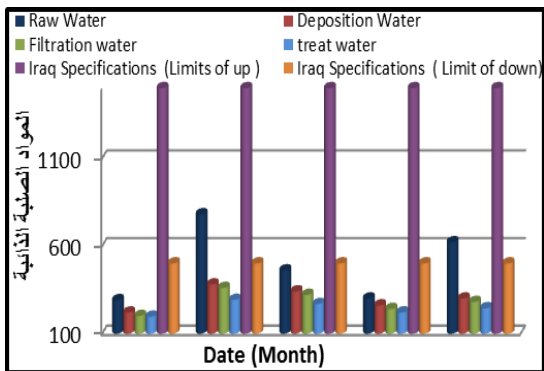 Raw Water Deposition Water
Filtration water treat water
Iraq Specifications (Limits of up ) Iraq Specifications ( Limit of down)
المواد الصلبة الذائبة
1100
600
100
Date (Month)